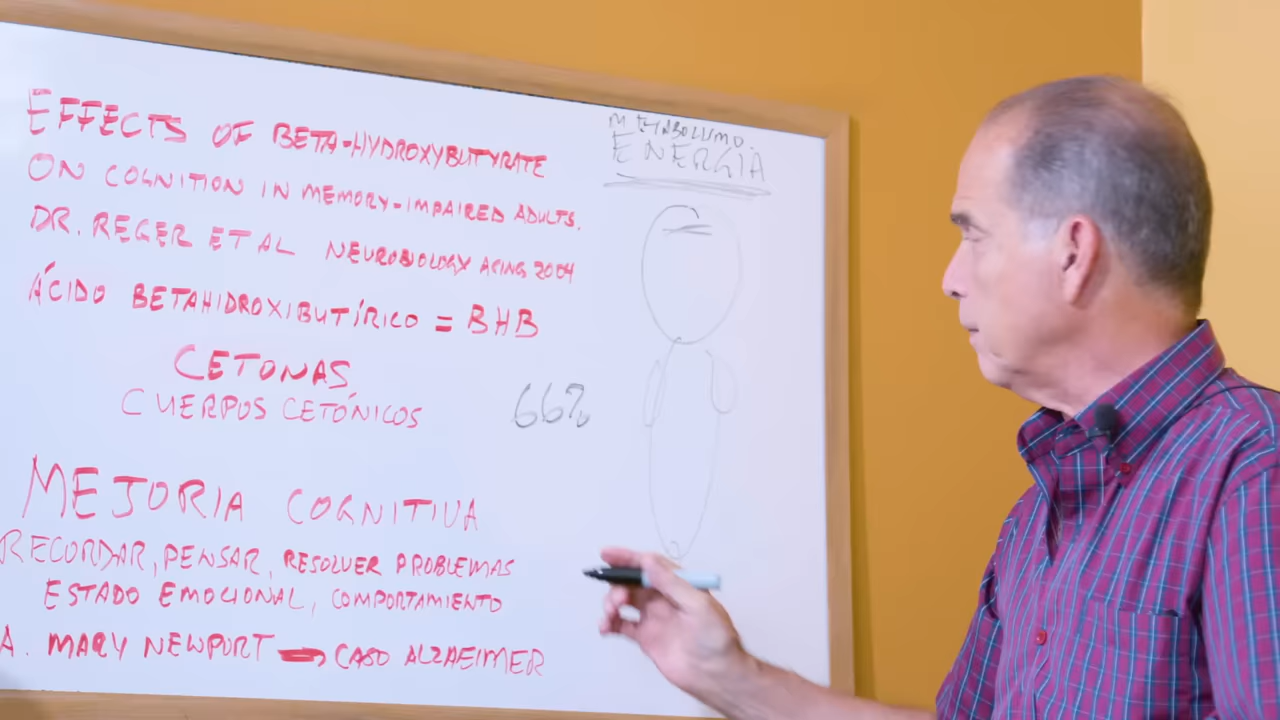 EFFECTS OF BETA-HYDROXYBUTYRATE
ON COGNITION IN MEMORY-IMPAIRED ADULTS.
DR. REGER ET AL NEUROBIOLOGY AGING 2004
ÁCIDO BETAHIDROXIBUTÍRICO = BHB
CETONAS
CUERPOS CETÓNICOS
66%
MEJORIA COGNITIVA
RECORDAR, PENSAR, RESOLVER PROBLEMAS
ESTADO EMOCIONAL, COMPORTAMIENTO
A. MARY NEWPORT → CASO ALZAEIMER
METABOLISMO
ENERGIA